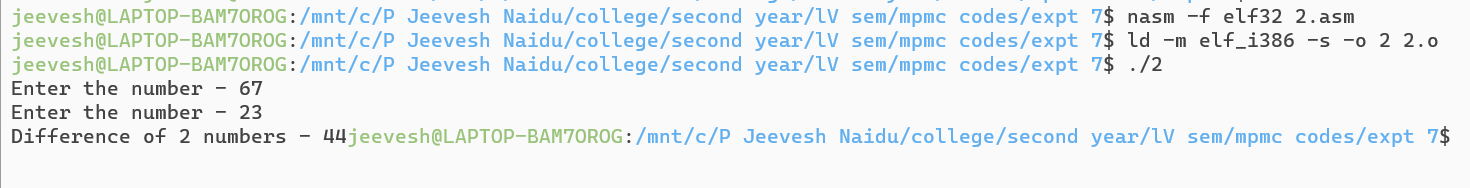 jeevesh@LAPTOP-BAM7OROG:/mnt/c/P Jeevesh Naidu/college/second year/lV sem/mpmc codes/expt 7$ nasm -f elf32 2.asm
jeevesh@LAPTOP-BAM7OROG:/mnt/c/P Jeevesh Naidu/college/second year/lV sem/mpmc codes/expt 7$ ld -m elf_i386 -s -o 2 2.o
jeevesh@LAPTOP-BAM7OROG:/mnt/c/P Jeevesh Naidu/college/second year/lV sem/mpmc codes/expt 7$ ./2
Enter the number - 67
Enter the number - 23
Difference of 2 numbers - 44jeevesh@LAPTOP-BAM7OROG:/mnt/c/P Jeevesh Naidu/college/second year/lV sem/mpmc codes/expt 7$